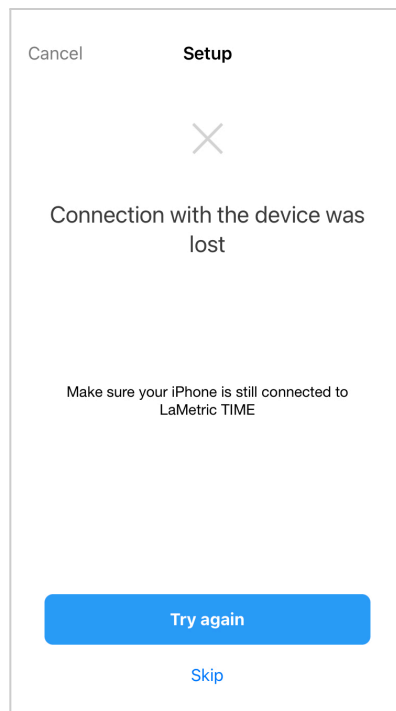 Cancel Setup
Connection with the device was
lost
Make sure your iPhone is still connected to
LaMetric TIME
Try again
Skip